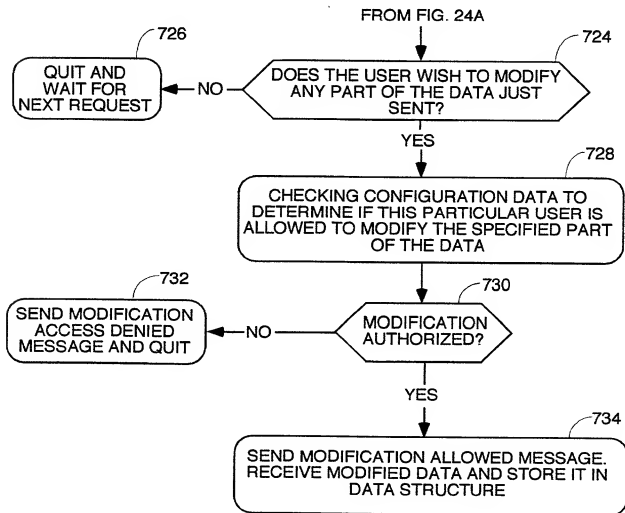 FROM FIG. 24A
726
724
QUIT AND
WAIT FOR
NEXT REQUEST
NO
DOES THE USER WISH TO MODIFY
ANY PART OF THE DATA JUST
SENT?
YES
728
CHECKING CONFIGURATION DATA TO
DETERMINE IF THIS PARTICULAR USER IS
ALLOWED TO MODIFY THE SPECIFIED PART
OF THE DATA
732
730
SEND MODIFICATION
ACCESS DENIED
MESSAGE AND QUIT
NO
MODIFICATION
AUTHORIZED?
YES
734
SEND MODIFICATION ALLOWED MESSAGE.
RECEIVE MODIFIED DATA AND STORE IT IN
DATA STRUCTURE